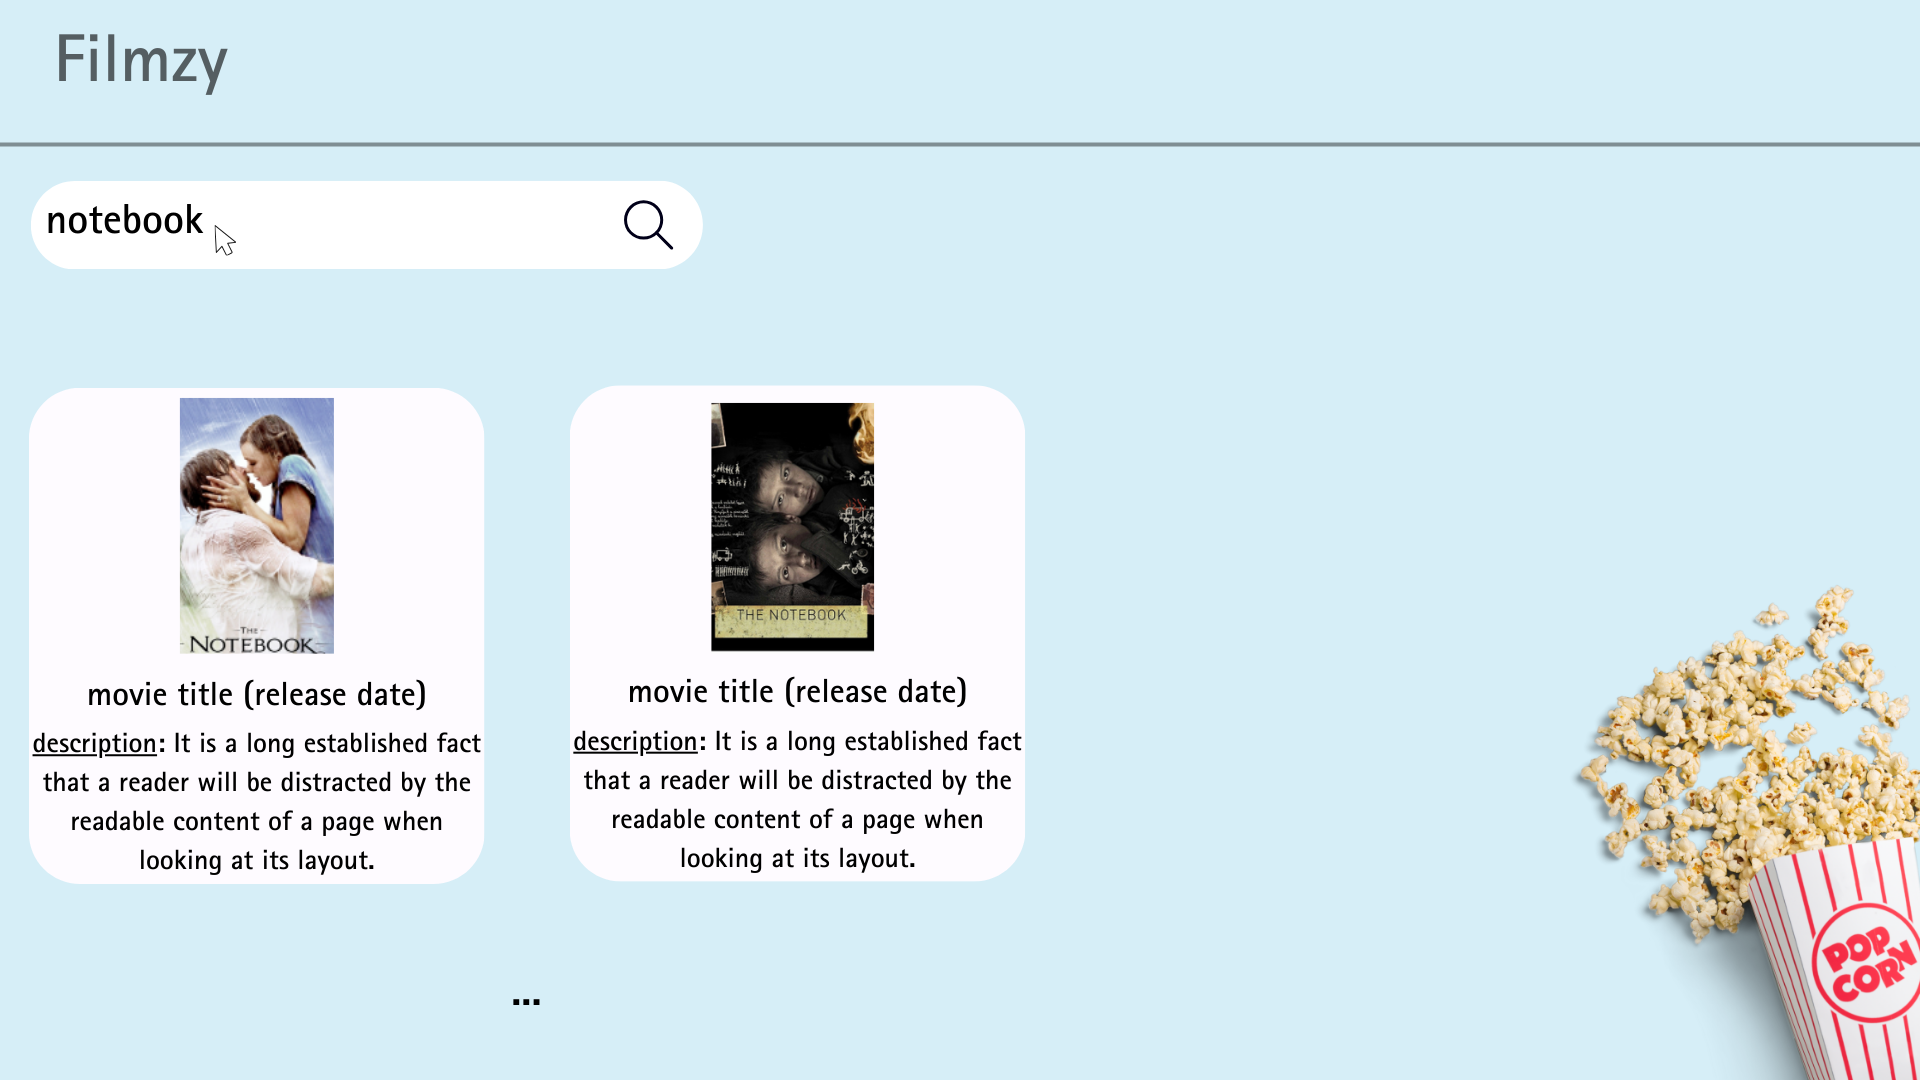 Filmzy
notebook
THE
NOTEBOOK
THE NOTEBOOK
movie title (release date)
description: It is a long established fact
that a reader will be distracted by the
readable content of a page when
looking at its layout.
movie title (release date)
description: It is a long established fact
that a reader will be distracted by the
readable content of a page when
looking at its layout.
...
POP
CORN